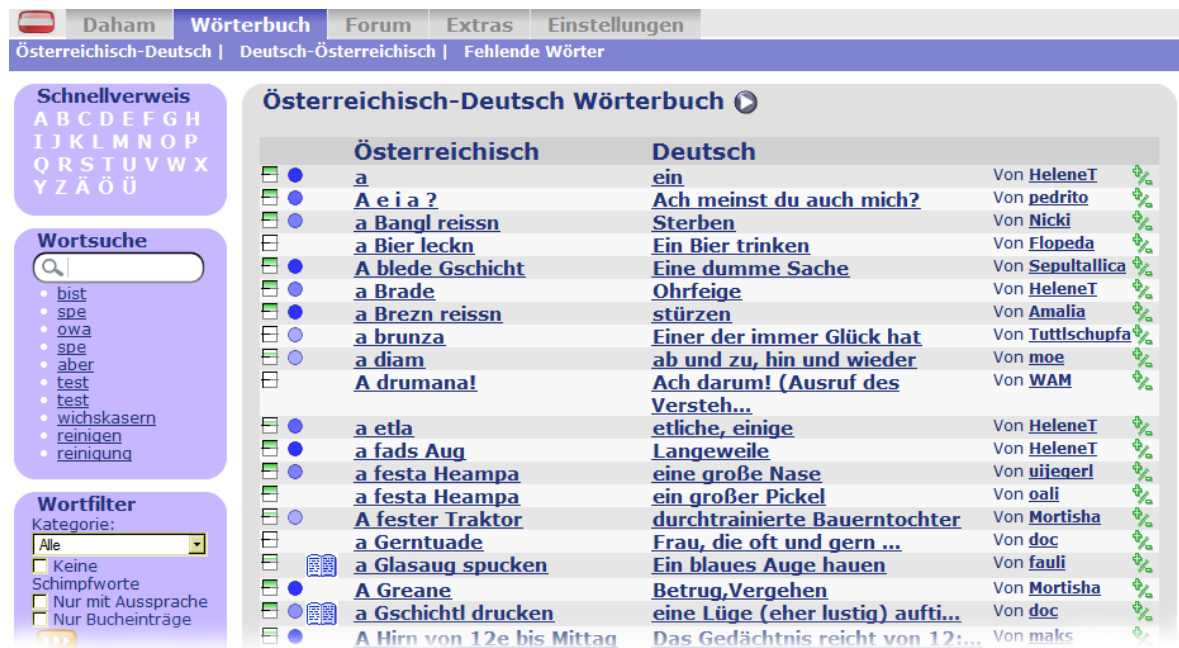 Daham Wörterbuch Forum Extras Einstellungen
Österreichisch-Deutsch | Deutsch-Österreichisch | Fehlende Wörter
Schnellverweis
A B C D E F G H
I J K L M N O P
Q R S T U V W X
Y Z Ä Ö Ü
Wortsuche
bist
spe
owa
spe
aber
test
test
wichskasern
reinigen
reinigung
Wortfilter
Kategorie:
Alle
Keine
Schimpfworte
Nur mit Aussprache
Nur Bucheinträge
Österreichisch-Deutsch Wörterbuch
Österreichisch Deutsch
a ein Von HeleneT
A e i a ? Ach meinst du auch mich? Von pedrito
a Bangl reissn Sterben Von Nicki
a Bier leckn Ein Bier trinken Von Flopeda
A blede Gschicht Eine dumme Sache Von Sepultallica
a Brade Ohrfeige Von HeleneT
a Brezn reissn stürzen Von Amalia
a brunza Einer der immer Glück hat Von Tuttlschupfa
a diam ab und zu, hin und wieder Von moe
A drumana! Ach darum! (Ausruf des Von WAM
Versteh...
a etla etliche, einige Von HeleneT
a fads Aug Langeweile Von HeleneT
a festa Heampa eine große Nase Von uijegerl
a festa Heampa ein großer Pickel Von oali
A fester Traktor durchtrainierte Bauerntochter Von Mortisha
a Gerntuade Frau, die oft und gern ... Von doc
a Glasaug spucken Ein blaues Auge hauen Von fauli
A Greane Betrug,Vergehen Von Mortisha
a Gschichtl drucken eine Lüge (eher lustig) aufti... Von doc
A Hirn von 12e bis Mittag Das Gedächtnis reicht von 12:... Von maks